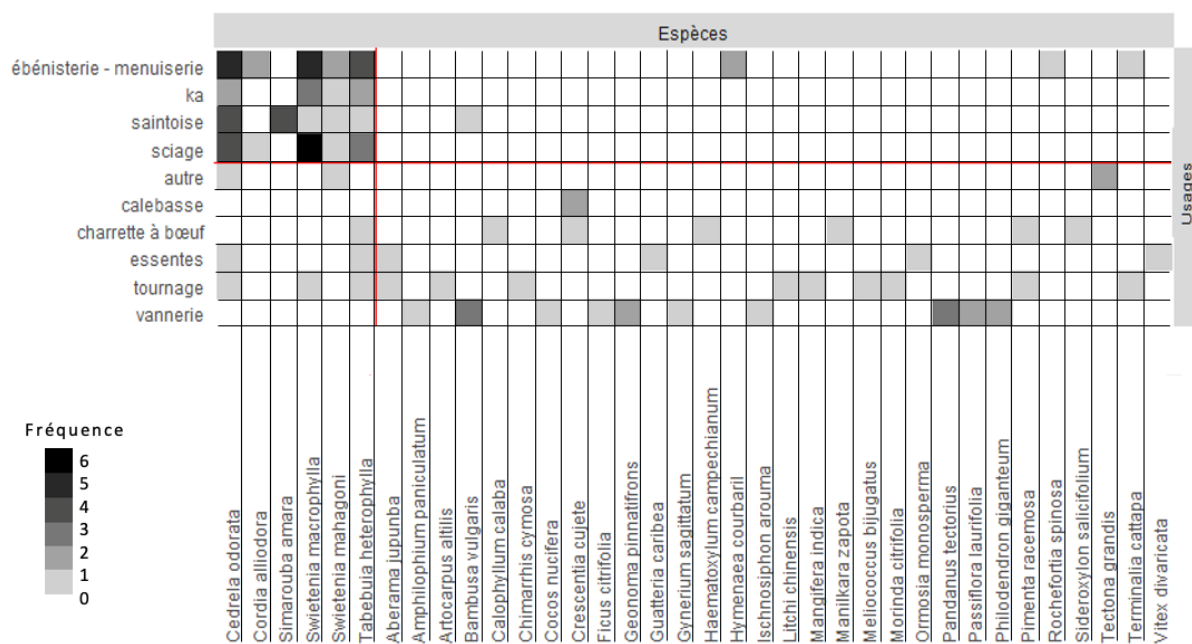 Espèces
ébénisterie - menuiserie
ka
saintoise
sciage
autre
calebasse
charrette à bœuf
essentes
tournage
vannerie
Usages
Fréquence
6
5
4
3
2
1
0
Cedrela odorata
Cordia alliodora
Simarouba amara
Swietenia macrophylla
Swietenia mahagoni
Tabebuia heterophylla
Aberama jupunba
Amphilophium paniculatum
Artocarpus altilis
Bambusa vulgaris
Calophyllum calaba
Chimarrhis cymosa
Cocos nucifera
Crescentia cujete
Ficus citrifolia
Geonoma pinnatifrons
Guatteria caribea
Gynerium sagittatum
Haematoxylum campechianum
Hymenaea courbaril
Ischnosiphon arouma
Litchi chinensis
Mangifera indica
Manilkara zapota
Meliococcus bijugatus
Morinda citrifolia
Ormosia monosperma
Pandanus tectorius
Passiflora laurifolia
Philodendron giganteum
Pimenta racemosa
Rochefortia spinosa
Sideroxylon salicifolium
Tectona grandis
Terminalia cattapa
Vitex divaricata